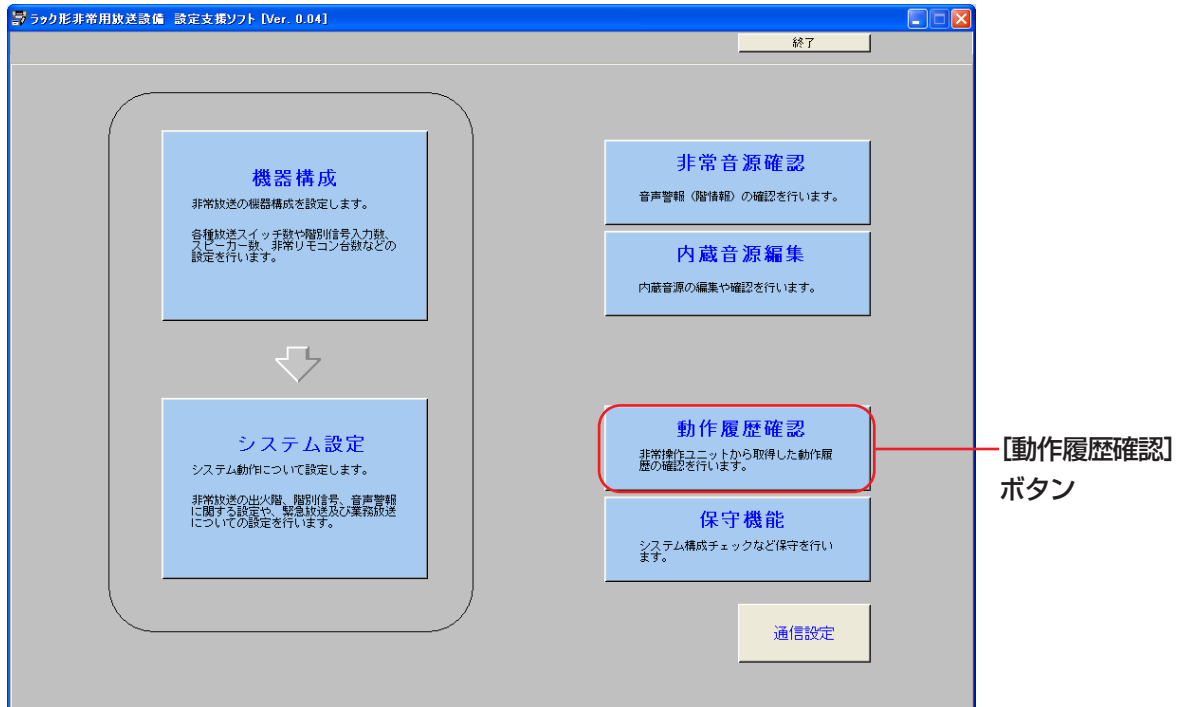 ラック形非常用放送設備 設定支援ソフト [Ver. 0.04]
終了
機器構成
非常放送の機器構成を設定します。
各種放送スイッチ数や階別信号入力数、
スピーカー数、非常リモコン台数などの
設定を行います。
システム設定
システム動作について設定します。
非常放送の出火階、階別信号、音声警報
に関する設定や、緊急放送及び業務放送
についての設定を行います。
非常音源確認
音声警報（階情報）の確認を行います。
内蔵音源編集
内蔵音源の編集や確認を行います。
動作履歴確認
非常操作ユニットから取得した動作履
歴の確認を行います。
保守機能
システム構成チェックなど保守を行い
ます。
通信設定
[動作履歴確認]
ボタン